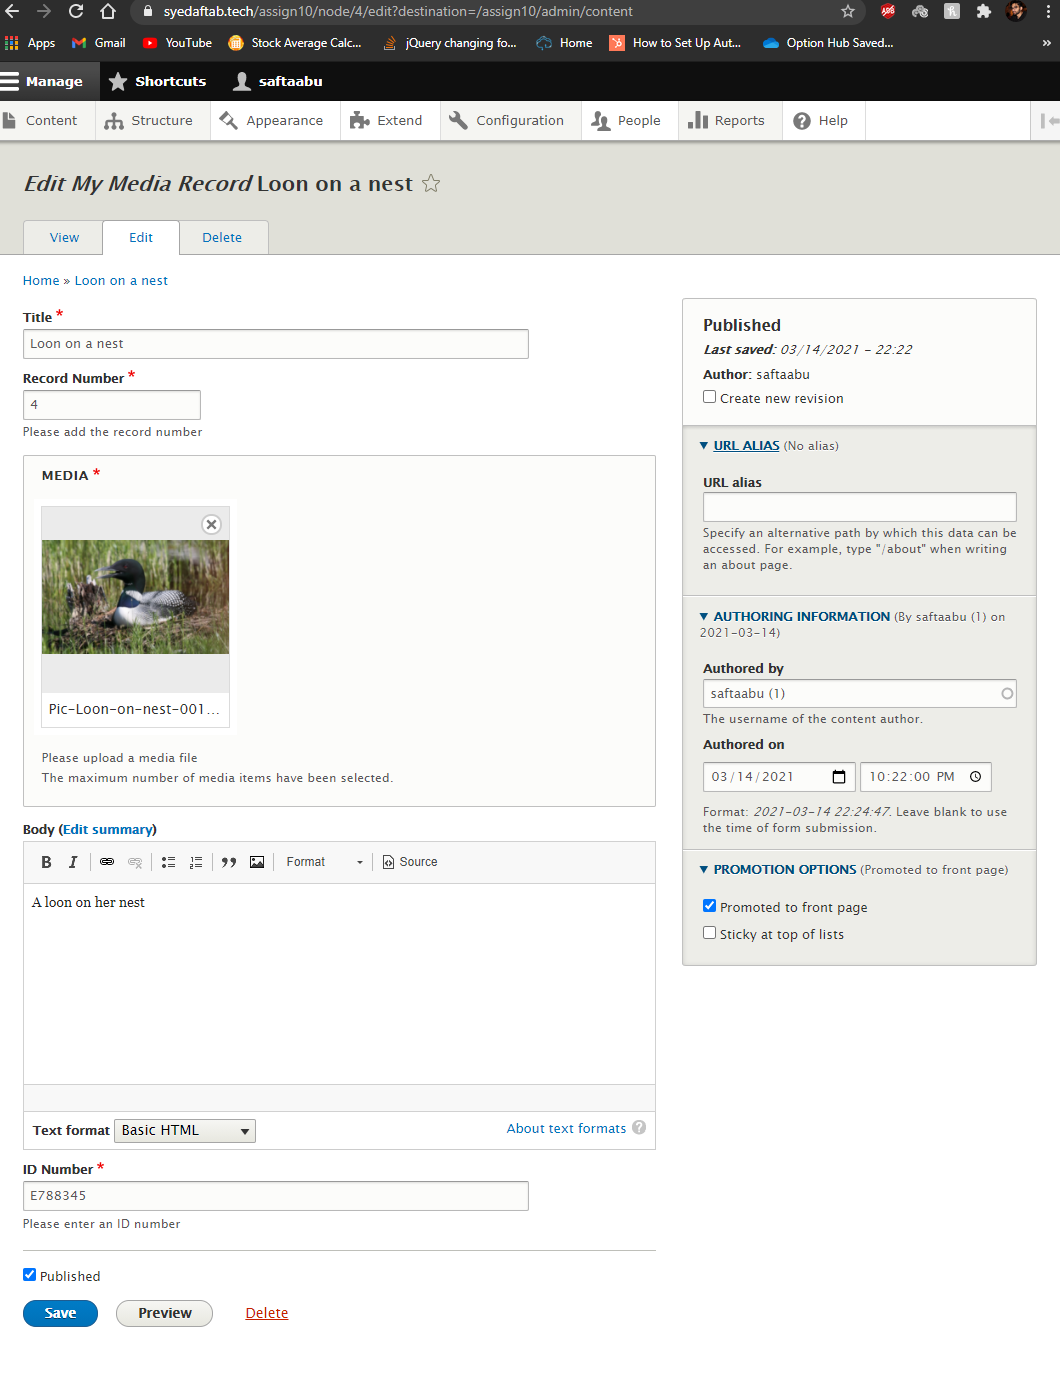 syedaftab.tech/assign10/node/4/edit?destination=/assign10/admin/content
ABP
Apps Gmail YouTube Stock Average Calc... jQuery changing fo... Home How to Set Up Aut... Option Hub Saved... »
Manage Shortcuts saftaabu
Content Structure Appearance Extend Configuration People Reports Help
Edit My Media Record Loon on a nest
View Edit Delete
Home » Loon on a nest
Title *
Loon on a nest
Record Number *
4
Please add the record number
MEDIA *
Pic-Loon-on-nest-001...
Please upload a media file
The maximum number of media items have been selected.
Body (Edit summary)
B I Format Source
A loon on her nest
Text format Basic HTML About text formats ?
ID Number *
E788345
Please enter an ID number
Published
Save Preview Delete
Published
Last saved: 03/14/2021 - 22:22
Author: saftaabu
Create new revision
URL ALIAS (No alias)
URL alias
Specify an alternative path by which this data can be
accessed. For example, type "/about" when writing
an about page.
AUTHORING INFORMATION (By saftaabu (1) on
2021-03-14)
Authored by
saftaabu (1)
The username of the content author.
Authored on
03/14/2021 10:22:00 PM
Format: 2021-03-14 22:24:47. Leave blank to use
the time of form submission.
PROMOTION OPTIONS (Promoted to front page)
Promoted to front page
Sticky at top of lists